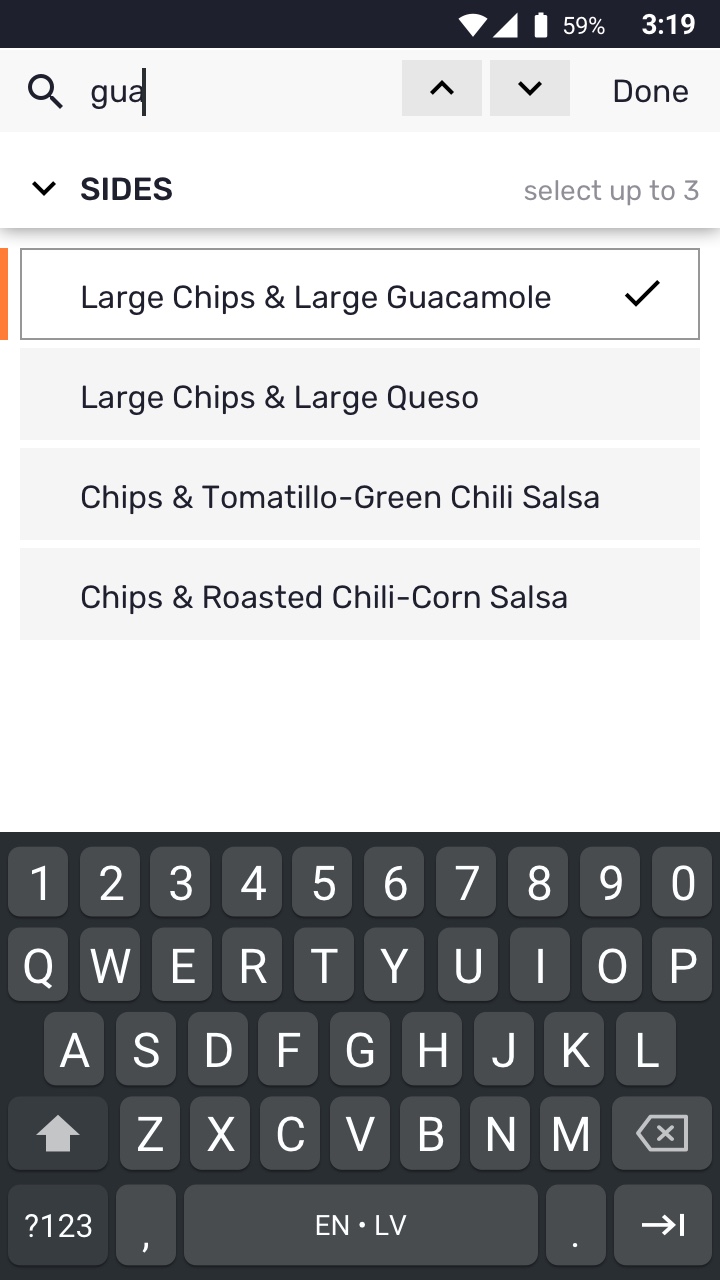 59% 3:19
gua Done
SIDES select up to 3
Large Chips & Large Guacamole
Large Chips & Large Queso
Chips & Tomatillo-Green Chili Salsa
Chips & Roasted Chili-Corn Salsa
1 2 3 4 5 6 7 8 9 0
Q W E R T Y U I O P
A S D F G H J K L
Z X C V B N M
?123 , EN • LV .